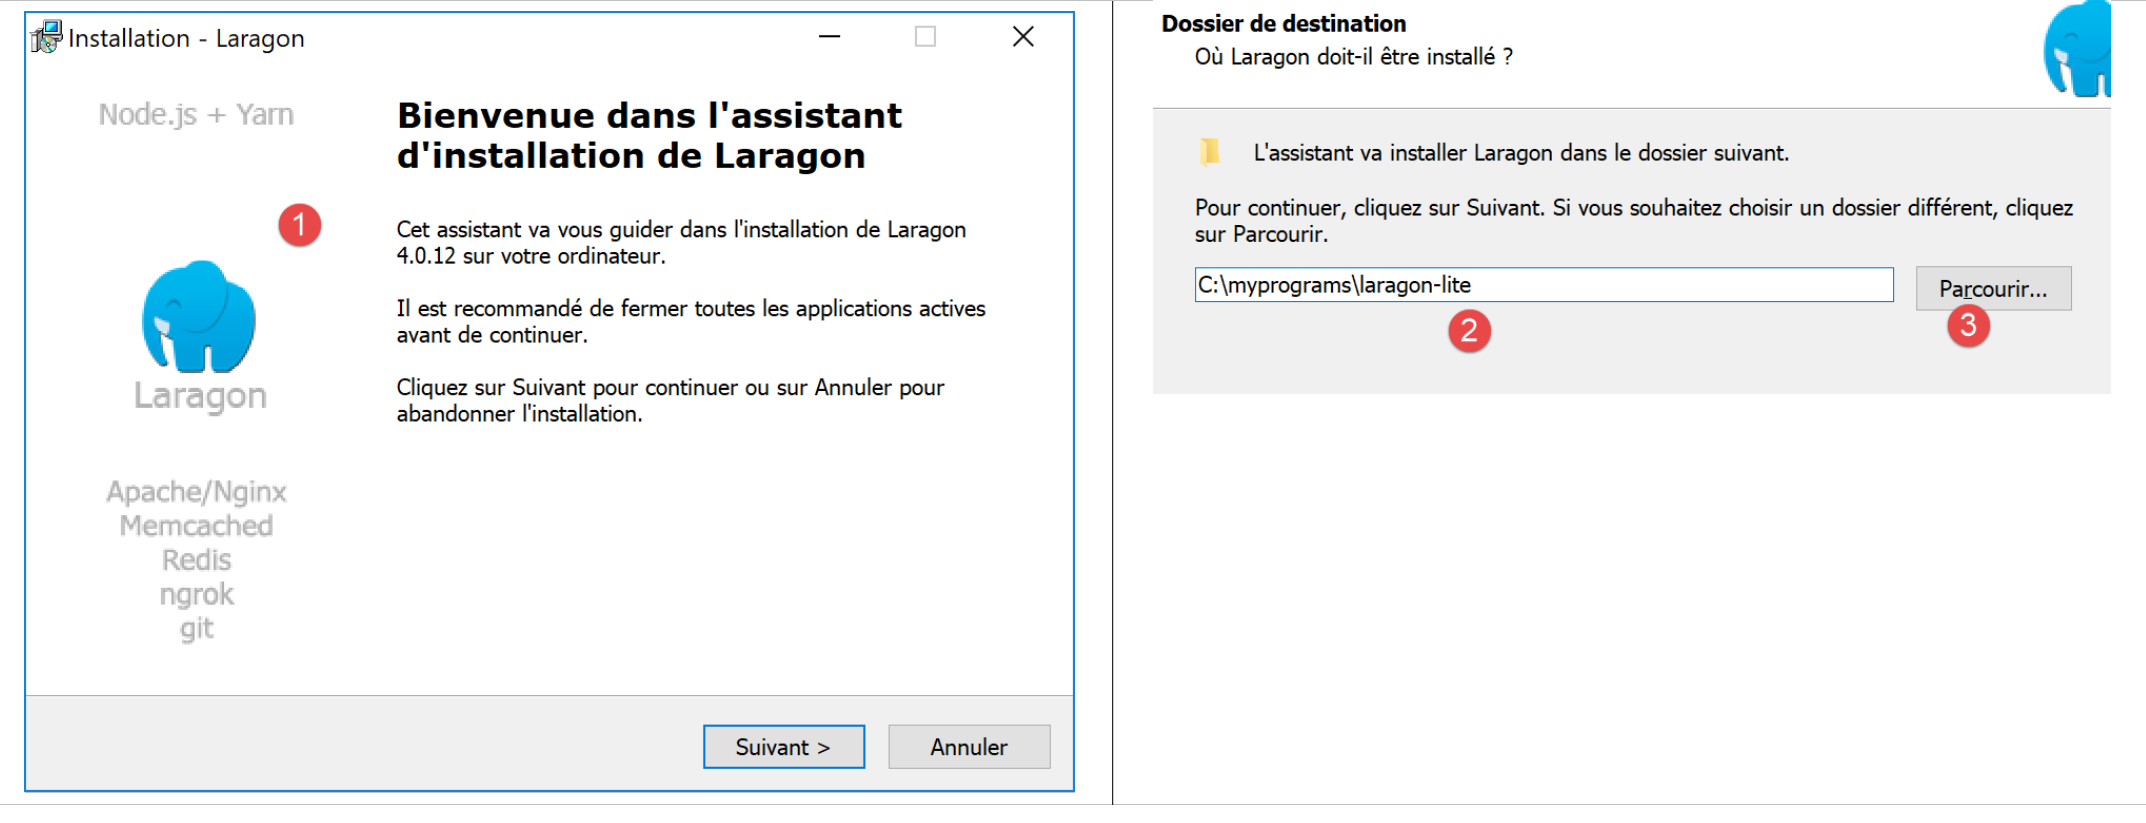 Installation - Laragon
Node.js + Yarn
1
Laragon
Apache/Nginx
Memcached
Redis
ngrok
git
Bienvenue dans l'assistant
d'installation de Laragon
Cet assistant va vous guider dans l'installation de Laragon
4.0.12 sur votre ordinateur.
Il est recommandé de fermer toutes les applications actives
avant de continuer.
Cliquez sur Suivant pour continuer ou sur Annuler pour
abandonner l'installation.
Suivant >
Annuler
Dossier de destination
Où Laragon doit-il être installé ?
L'assistant va installer Laragon dans le dossier suivant.
Pour continuer, cliquez sur Suivant. Si vous souhaitez choisir un dossier différent, cliquez
sur Parcourir.
C:\myprograms\laragon-lite
Parcourir...
2
3